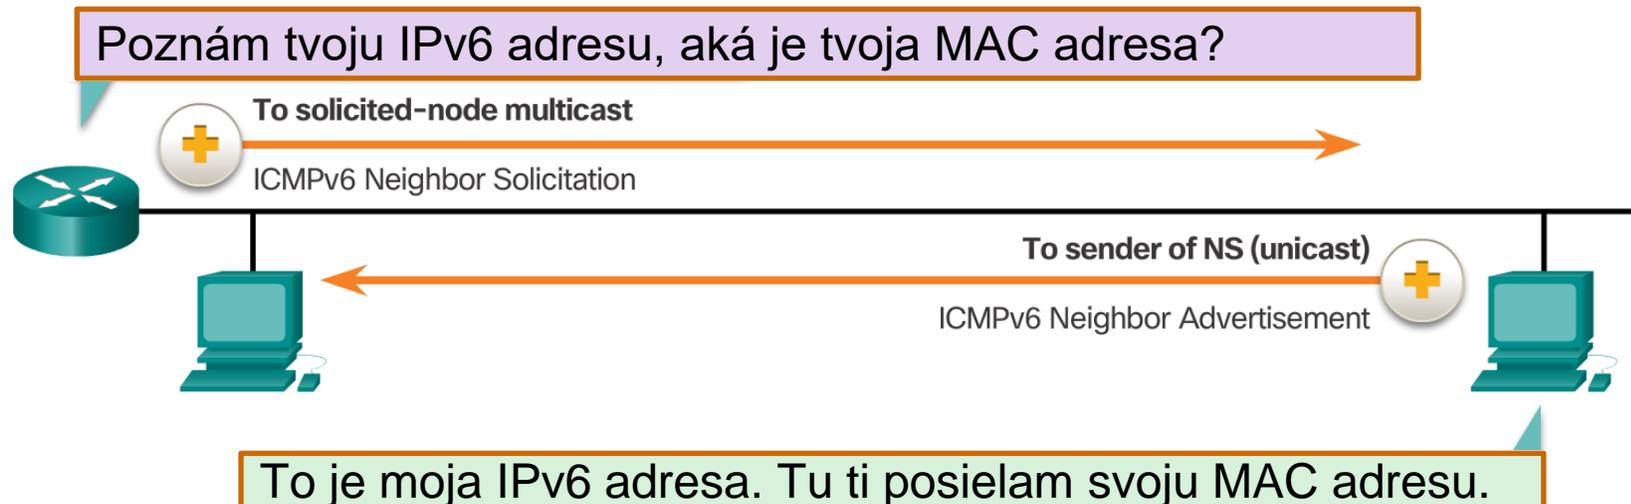 Poznám tvoju IPv6 adresu, aká je tvoja MAC adresa?
To solicited-node multicast
ICMPv6 Neighbor Solicitation
To sender of NS (unicast)
ICMPv6 Neighbor Advertisement
To je moja IPv6 adresa. Tu ti posielam svoju MAC adresu.